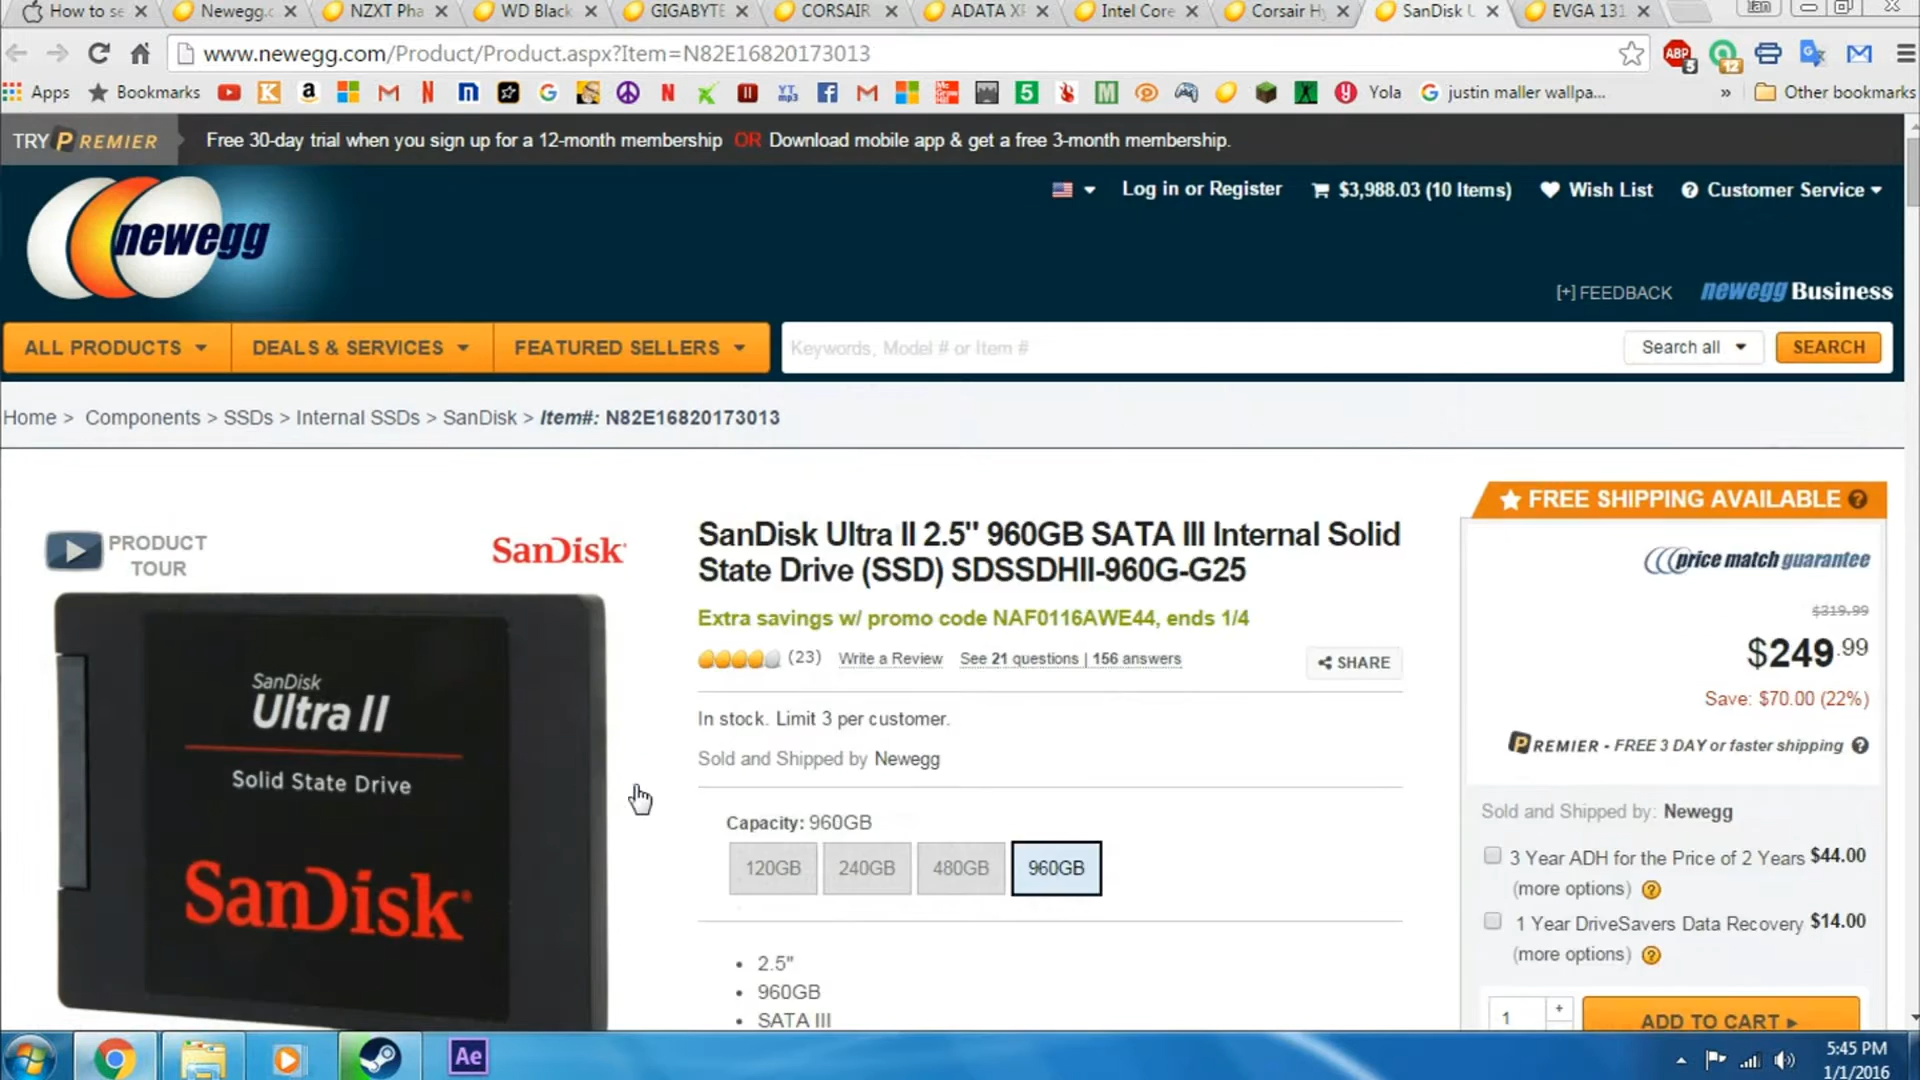 How to se
Newegg.c
NZXT Pha
WD Black
GIGABYTE
CORSAIR
ADATA XP
Intel Core
Corsair Hy
SanDisk U
EVGA 131
Ian
www.newegg.com/Product/Product.aspx?Item=N82E16820173013
ABP
5
12
Apps
Bookmarks
Yola
justin maller wallpa...
»
Other bookmarks
TRY PREMIER
Free 30-day trial when you sign up for a 12-month membership OR Download mobile app & get a free 3-month membership.
newegg
Log in or Register
$3,988.03 (10 Items)
Wish List
Customer Service
[+] FEEDBACK
newegg Business
ALL PRODUCTS
DEALS & SERVICES
FEATURED SELLERS
Keywords, Model # or Item #
Search all
SEARCH
Home > Components > SSDs > Internal SSDs > SanDisk > Item#: N82E16820173013
PRODUCT
TOUR
SanDisk
SanDisk
Ultra II
Solid State Drive
SanDisk
SanDisk Ultra II 2.5" 960GB SATA III Internal Solid
State Drive (SSD) SDSSDHII-960G-G25
Extra savings w/ promo code NAF0116AWE44, ends 1/4
(23)
Write a Review
See 21 questions | 156 answers
SHARE
In stock. Limit 3 per customer.
Sold and Shipped by Newegg
Capacity: 960GB
120GB
240GB
480GB
960GB
• 2.5"
• 960GB
• SATA III
FREE SHIPPING AVAILABLE
price match guarantee
$319.99
$249.99
Save: $70.00 (22%)
PREMIER - FREE 3 DAY or faster shipping
Sold and Shipped by: Newegg
3 Year ADH for the Price of 2 Years $44.00
(more options)
1 Year DriveSavers Data Recovery $14.00
(more options)
1
+
ADD TO CART
Ae
5:45 PM
1/1/2016